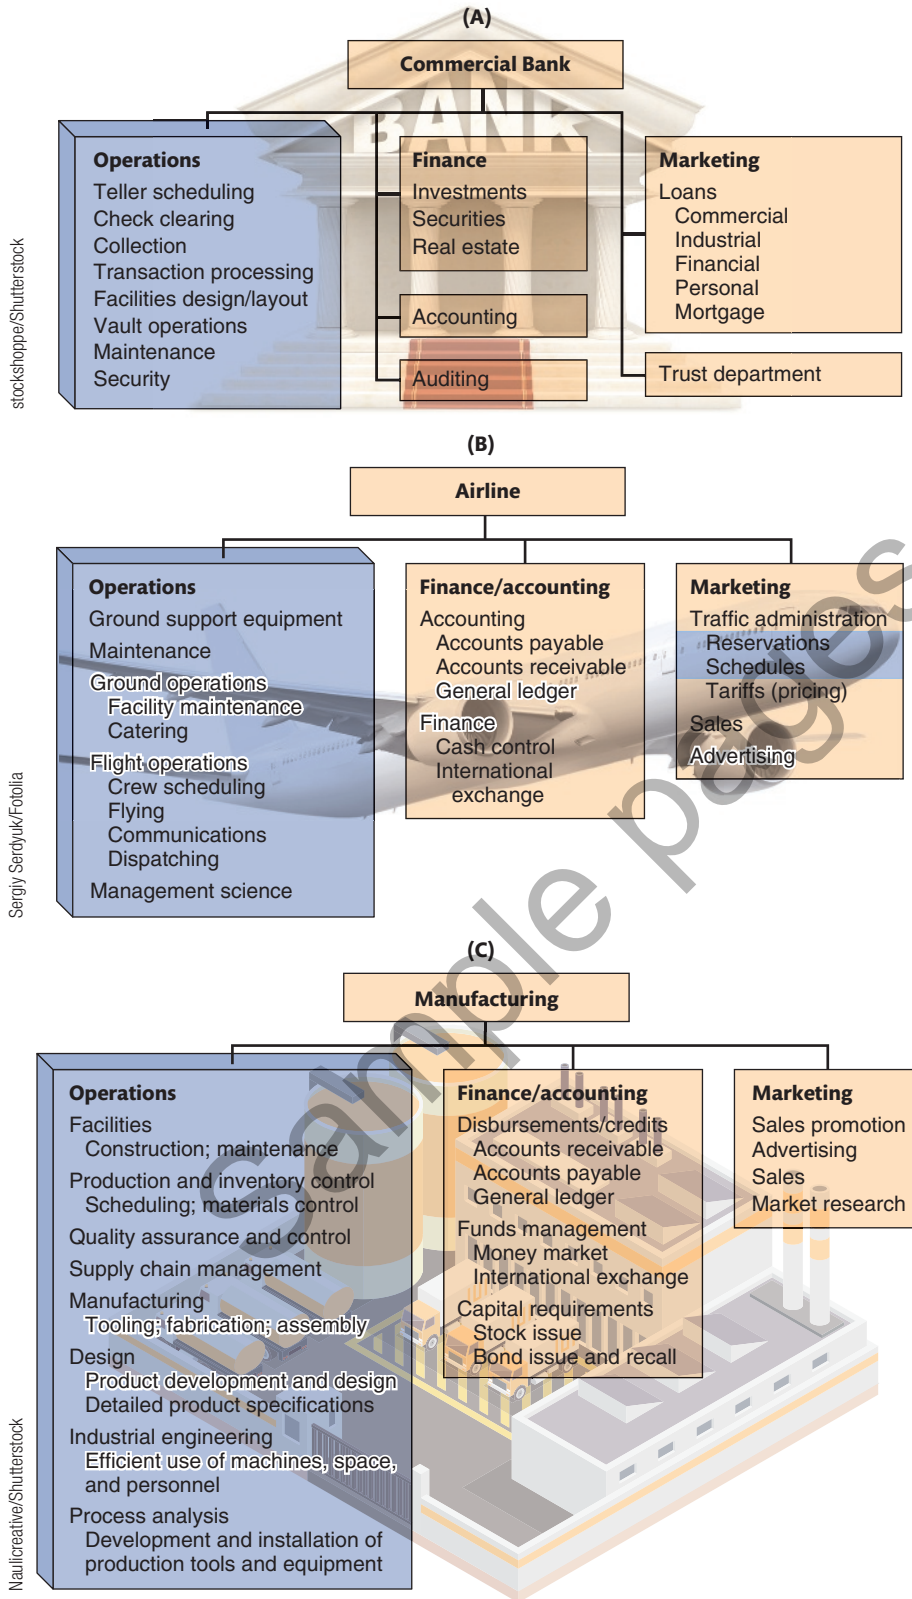 (A)
Commercial Bank
BANK
Operations
Teller scheduling
Check clearing
Collection
Transaction processing
Facilities design/layout
Vault operations
Maintenance
Security
Finance
Investments
Securities
Real estate
Accounting
Auditing
Marketing
Loans
Commercial
Industrial
Financial
Personal
Mortgage
Trust department
stockshoppe/Shutterstock
(B)
Airline
Operations
Ground support equipment
Maintenance
Ground operations
Facility maintenance
Catering
Flight operations
Crew scheduling
Flying
Communications
Dispatching
Management science
Finance/accounting
Accounting
Accounts payable
Accounts receivable
General ledger
Finance
Cash control
International
exchange
Marketing
Traffic administration
Reservations
Schedules
Tariffs (pricing)
Sales
Advertising
Sergiy Serdyuk/Fotolia
(C)
Manufacturing
Operations
Facilities
Construction; maintenance
Production and inventory control
Scheduling; materials control
Quality assurance and control
Supply chain management
Manufacturing
Tooling; fabrication; assembly
Design
Product development and design
Detailed product specifications
Industrial engineering
Efficient use of machines, space,
and personnel
Process analysis
Development and installation of
production tools and equipment
Finance/accounting
Disbursements/credits
Accounts receivable
Accounts payable
General ledger
Funds management
Money market
International exchange
Capital requirements
Stock issue
Bond issue and recall
Marketing
Sales promotion
Advertising
Sales
Market research
Naulicreative/Shutterstock
Sample pages